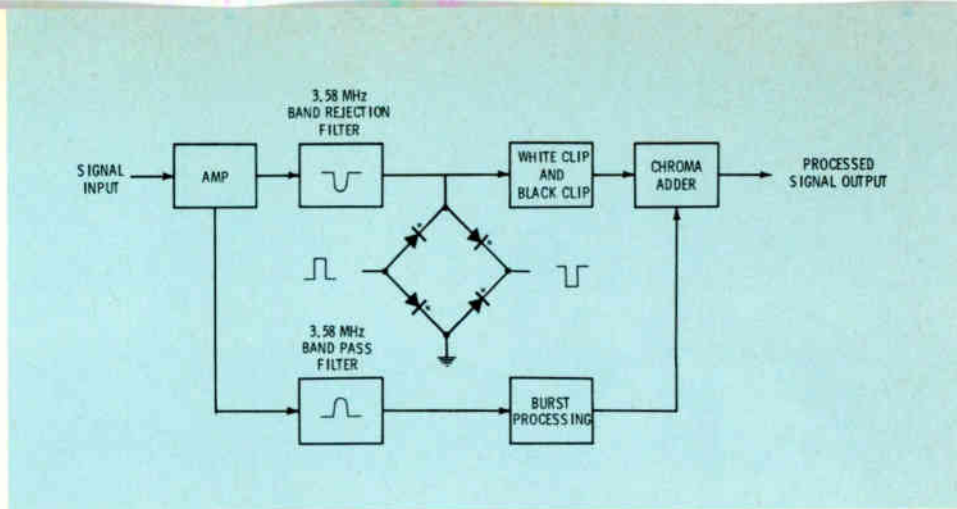 3.58 MHz
BAND REJECTION
FILTER
SIGNAL
INPUT
AMP
WHITE CLIP
AND
BLACK CLIP
CHROMA
ADDER
PROCESSED
SIGNAL OUTPUT
3.58 MHz
BAND PASS
FILTER
BURST
PROCESSING